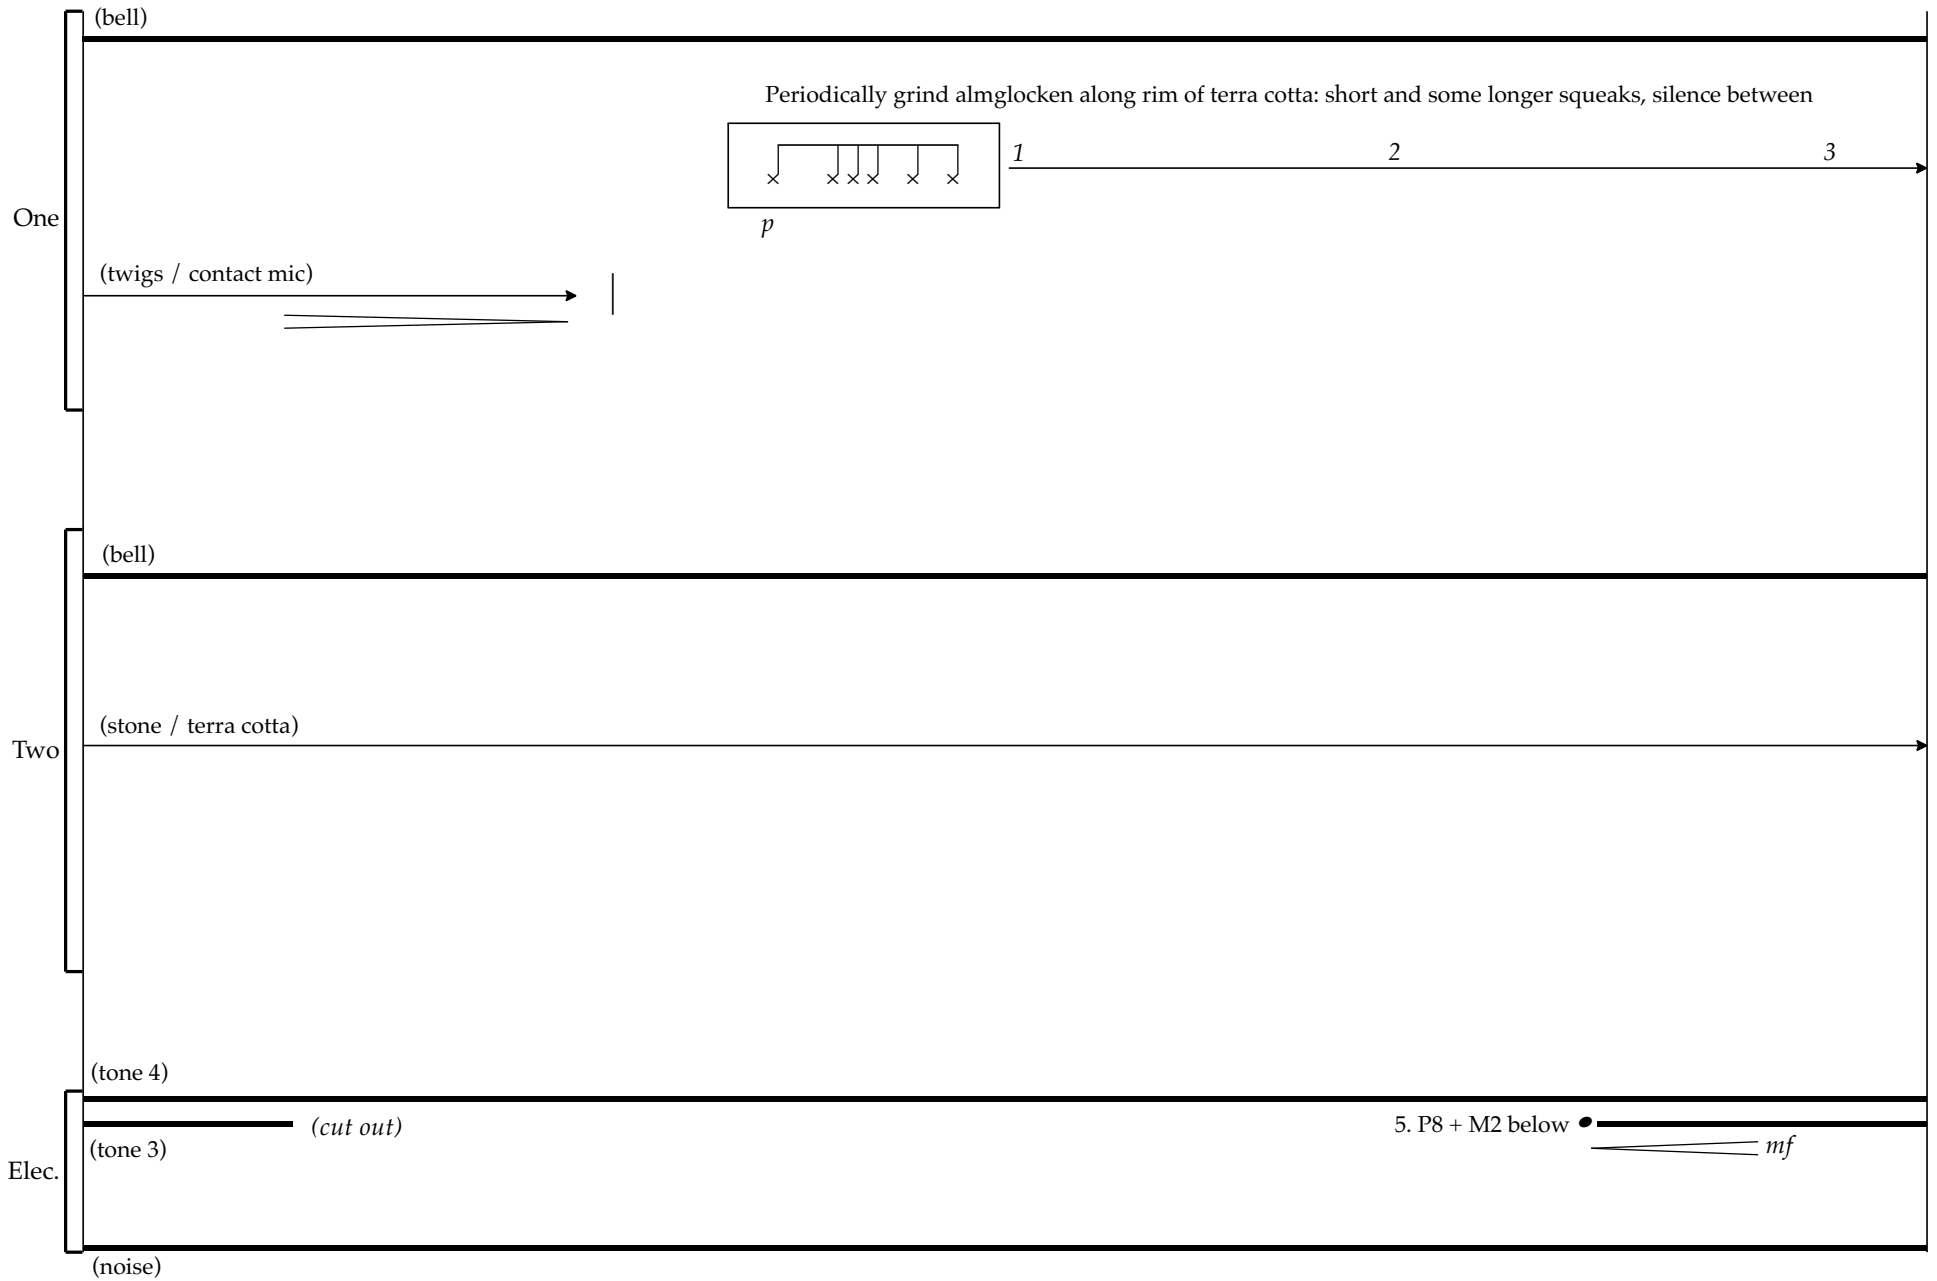 (bell)
Periodically grind almglocken along rim of terra cotta: short and some longer squeaks, silence between
1 2 3
p
One
(twigs / contact mic)
(bell)
(stone / terra cotta)
Two
(tone 4)
(cut out) 5. P8 + M2 below
(tone 3) mf
Elec.
(noise)